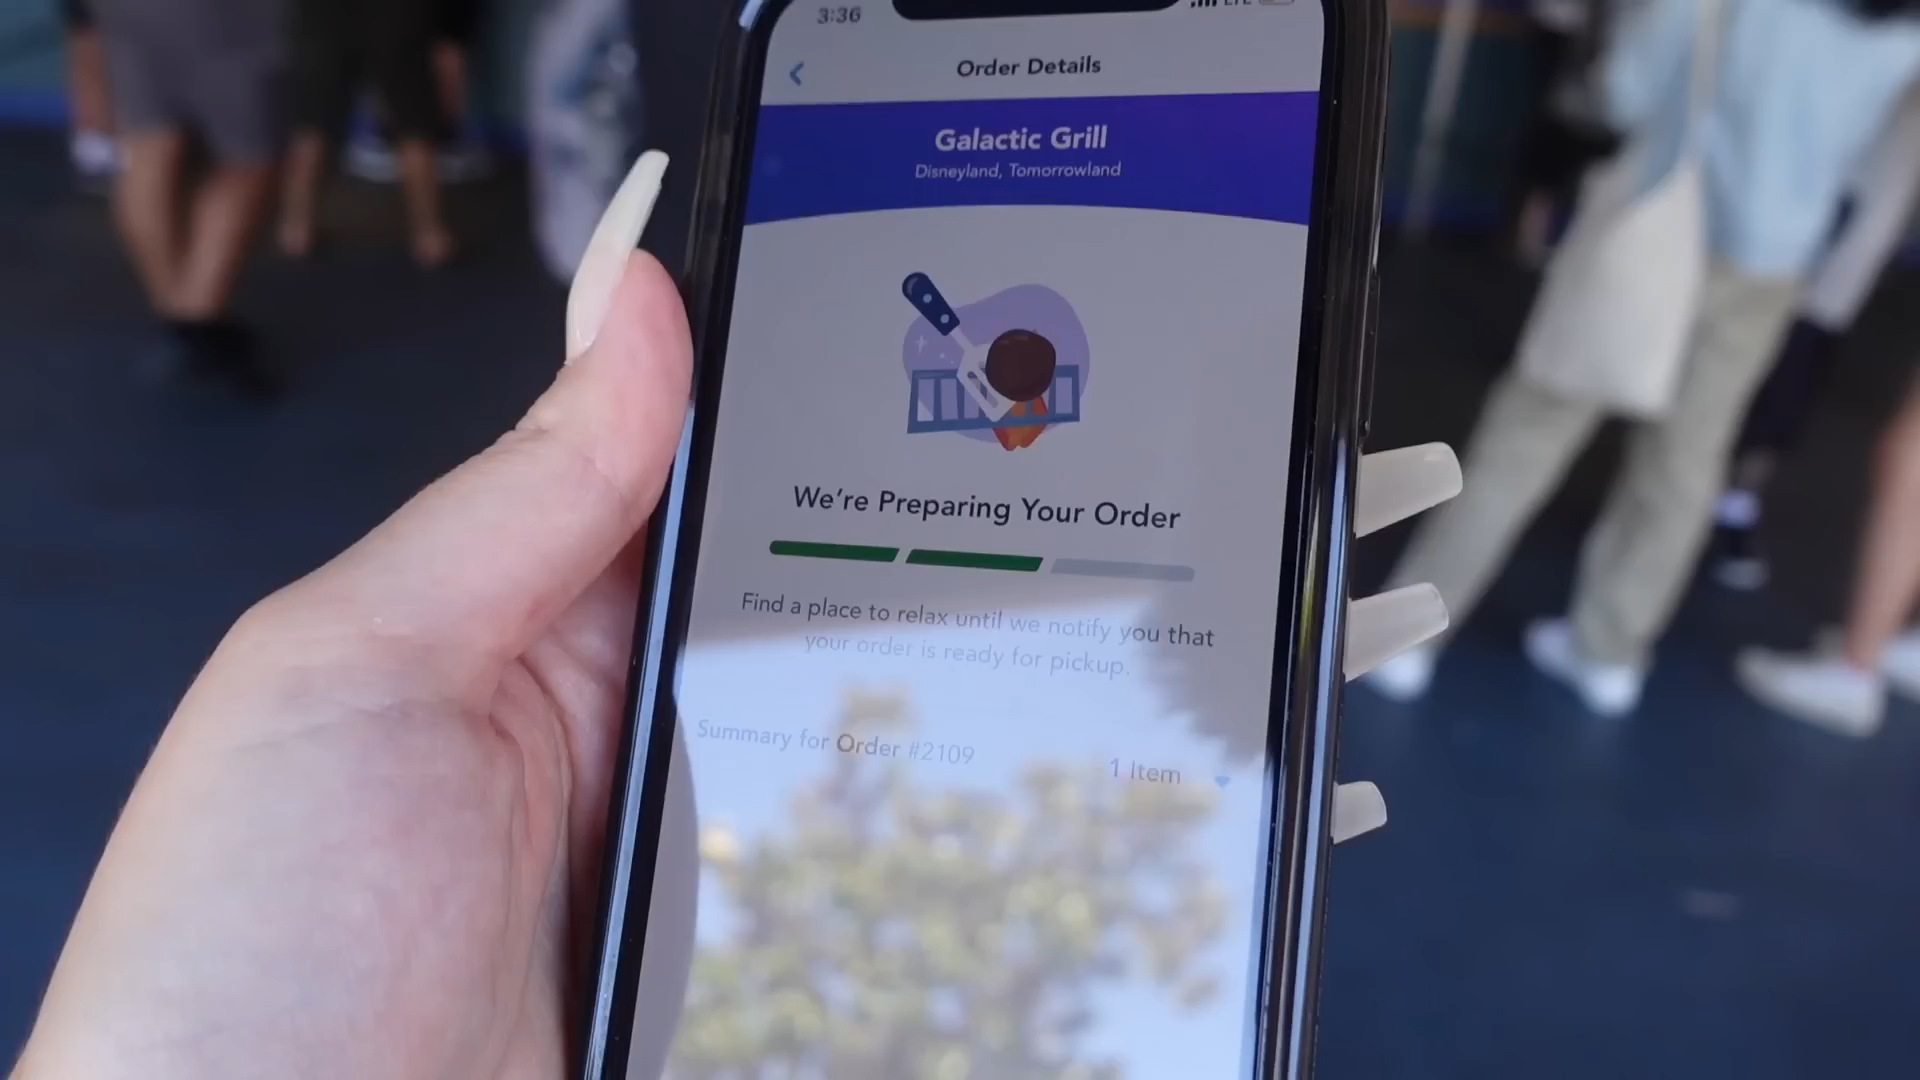 3:36
LTE
Order Details
Galactic Grill
Disneyland, Tomorrowland
We're Preparing Your Order
Find a place to relax until we notify you that
your order is ready for pickup.
Summary for Order #2109
1 Item